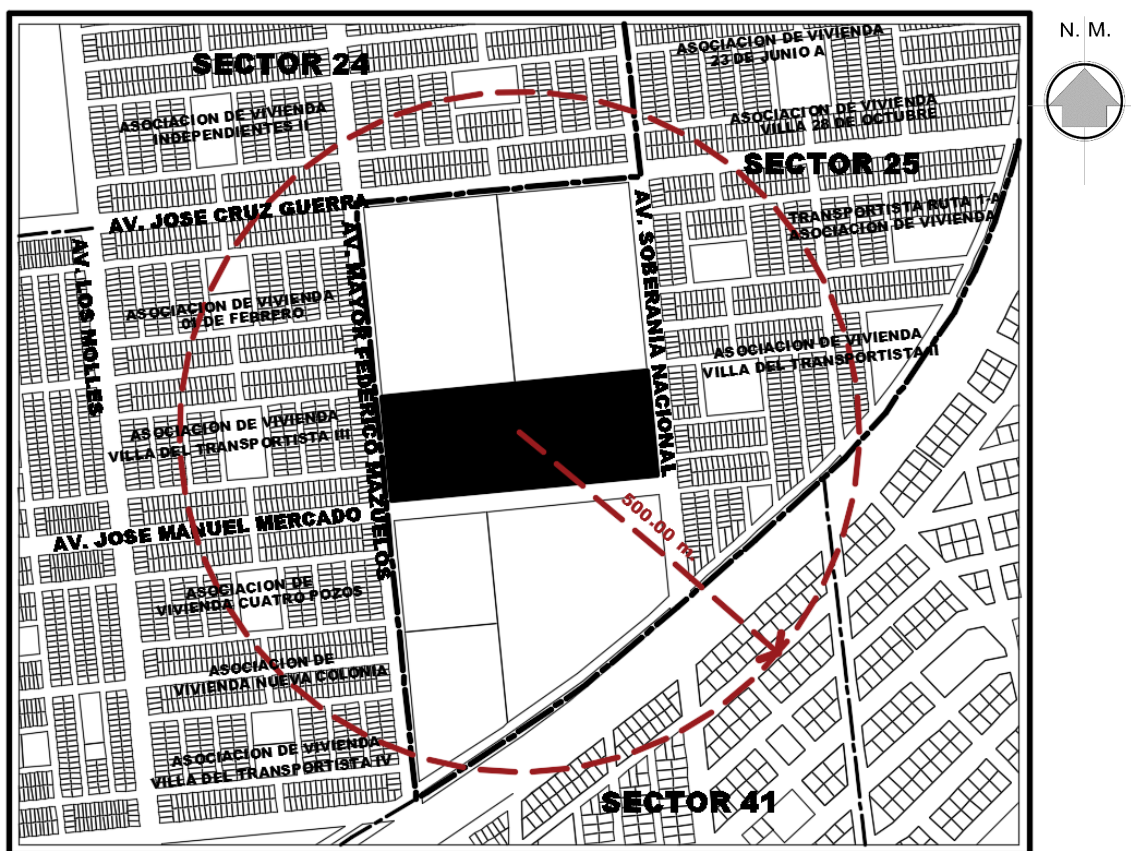 N. M.
SECTOR 24
ASOCIACION DE VIVIENDA
23 DE JUNIO A
ASOCIACION DE VIVIENDA
INDEPENDIENTES II
ASOCIACION DE VIVIENDA
VILLA 28 DE OCTUBRE
SECTOR 25
AV. JOSE CRUZ GUERRA
TRANSPORTISTA RUTA 1-A
ASOCIACION DE VIVIENDA
AV. LOS MOLLES
AV. MAYOR FEDERICO MAZUELOS
AV. SOBERANIA NACIONAL
ASOCIACION DE VIVIENDA
01 DE FEBRERO
ASOCIACION DE VIVIENDA
VILLA DEL TRANSPORTISTA II
ASOCIACION DE VIVIENDA
VILLA DEL TRANSPORTISTA III
500.00 m.
AV. JOSE MANUEL MERCADO
ASOCIACION DE
VIVIENDA CUATRO POZOS
ASOCIACION DE
VIVIENDA NUEVA COLONIA
ASOCIACION DE VIVIENDA
VILLA DEL TRANSPORTISTA IV
SECTOR 41